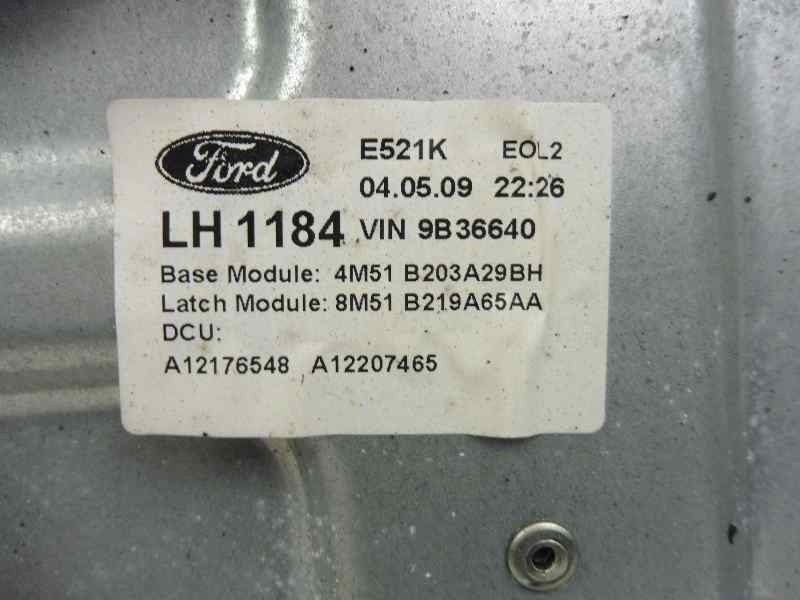 Ford E521K EOL2
04.05.09 22:26
LH 1184 VIN 9B36640
Base Module: 4M51 B203A29BH
Latch Module: 8M51 B219A65AA
DCU:
A12176548 A12207465